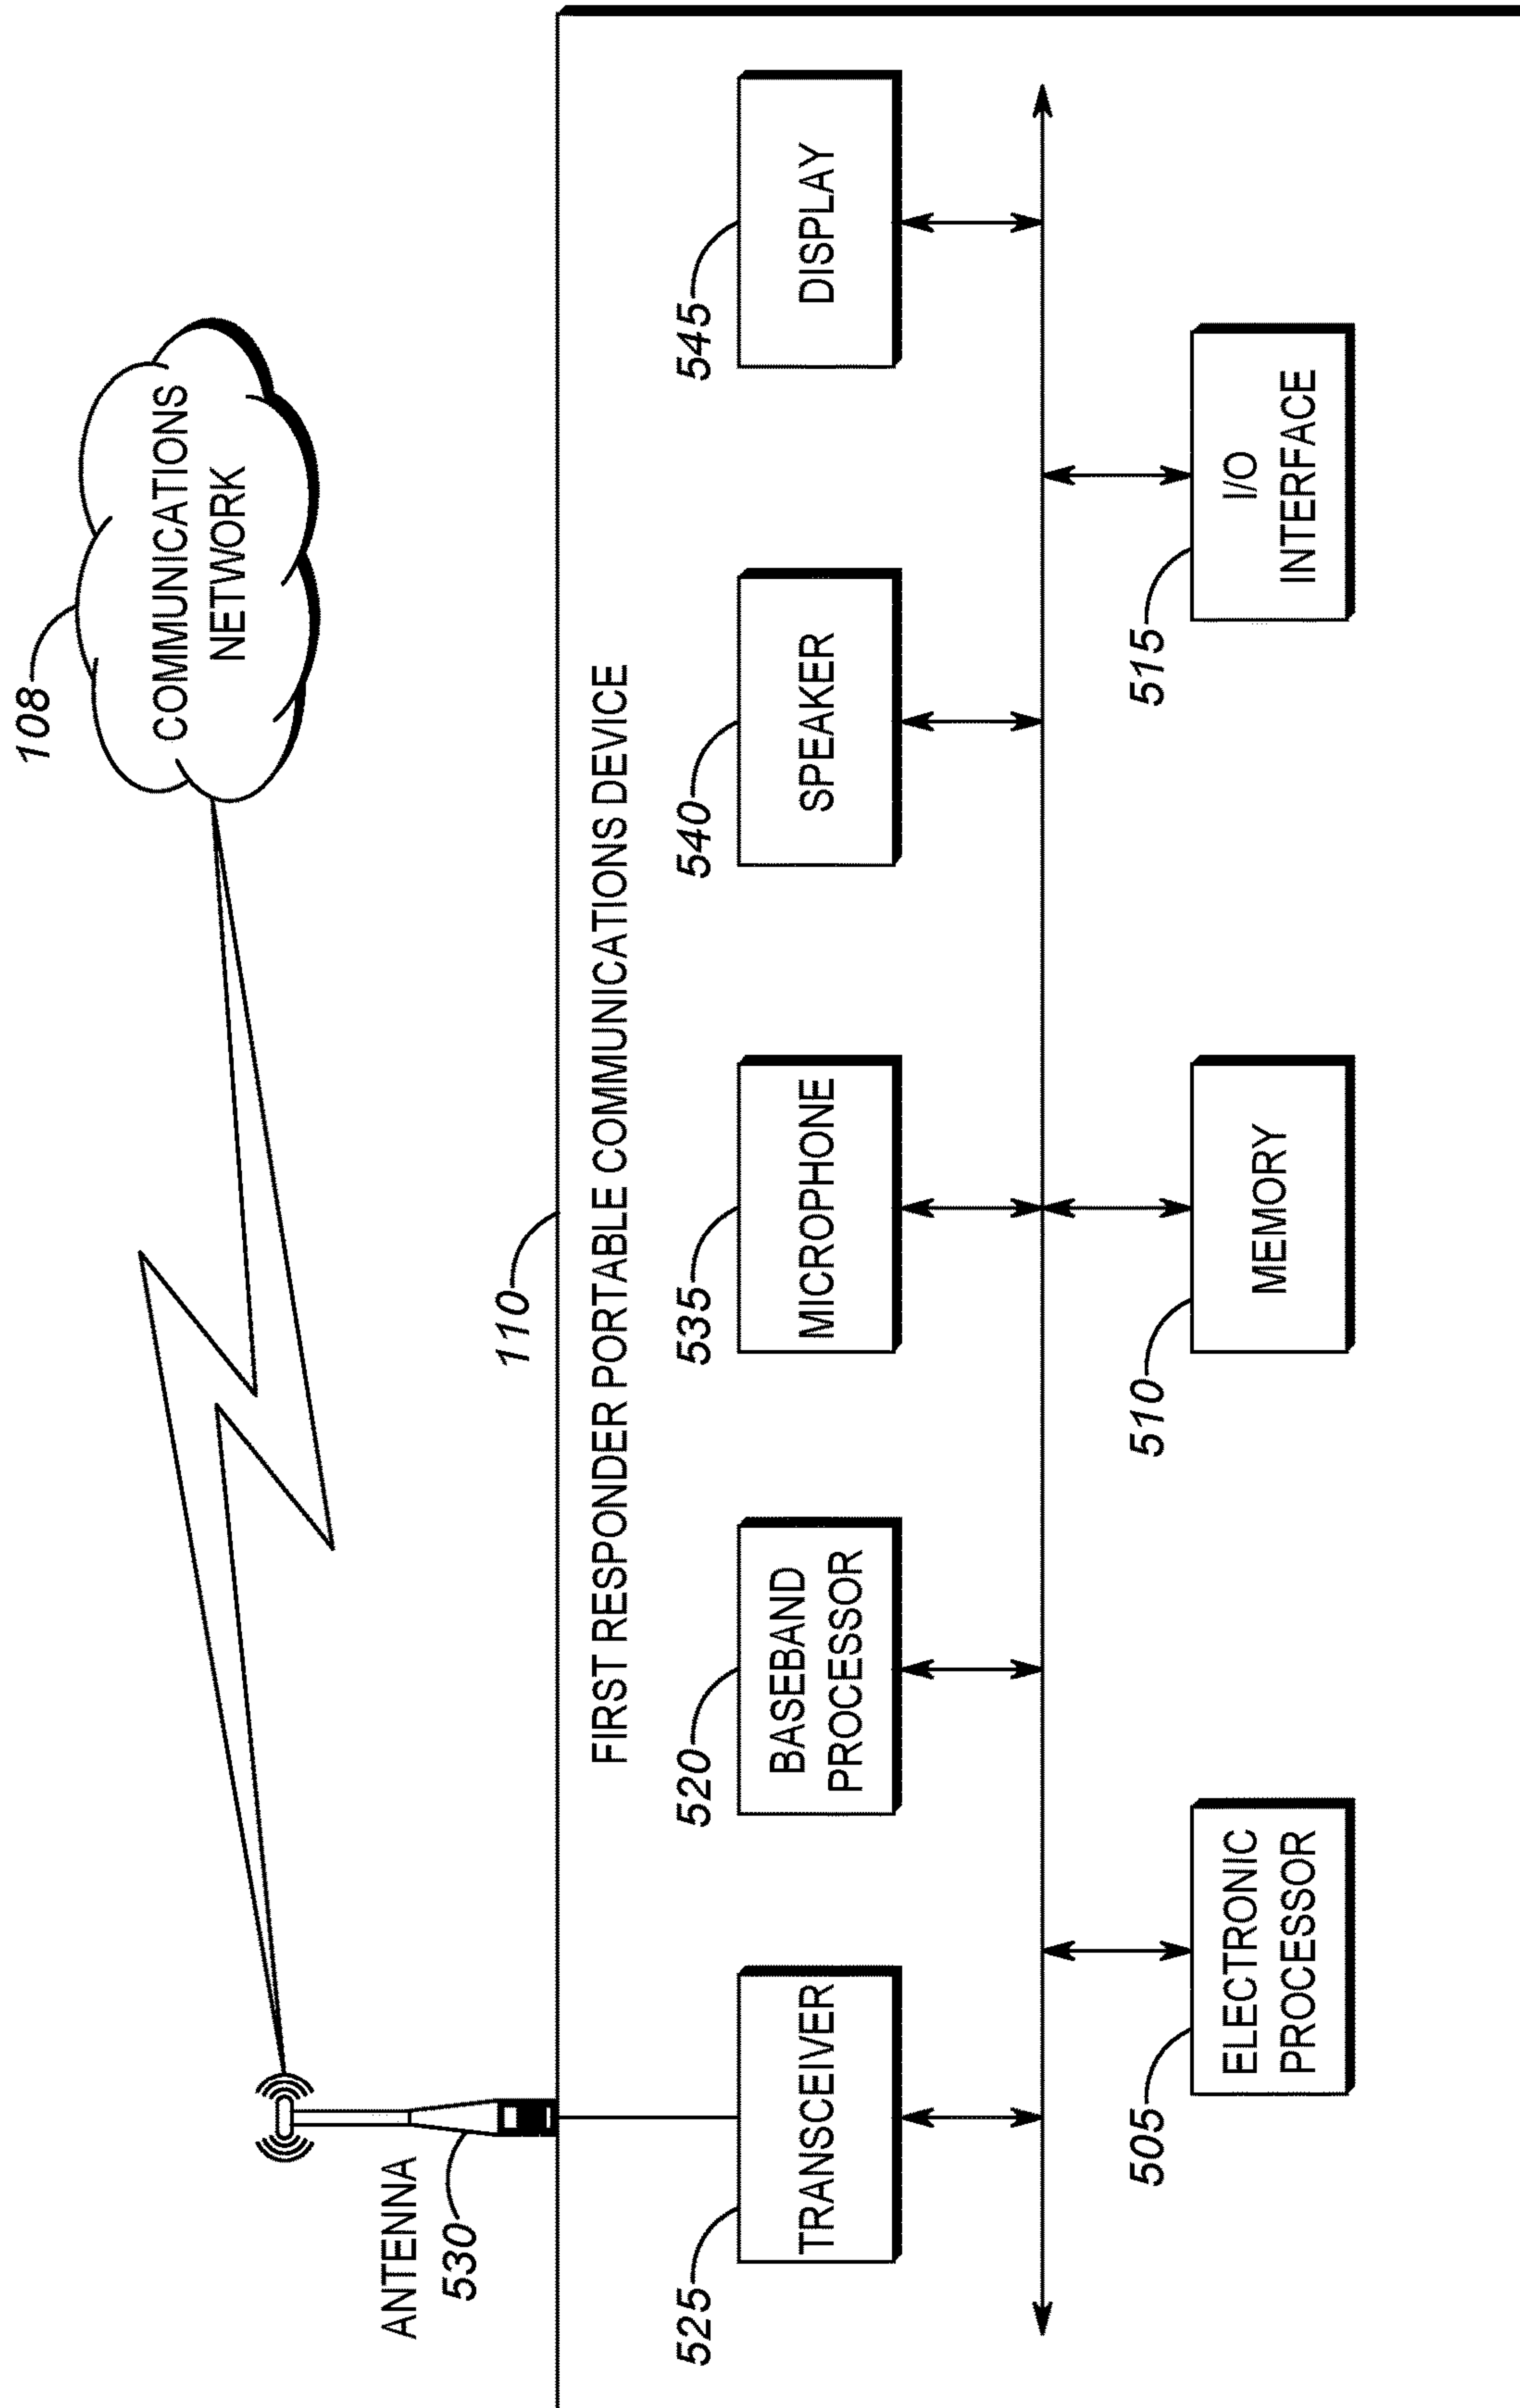 108
COMMUNICATIONS
NETWORK
ANTENNA
530
110
FIRST RESPONDER PORTABLE COMMUNICATIONS DEVICE
525
TRANSCEIVER
520
BASEBAND
PROCESSOR
535
MICROPHONE
540
SPEAKER
545
DISPLAY
505
ELECTRONIC
PROCESSOR
510
MEMORY
515
I/O
INTERFACE